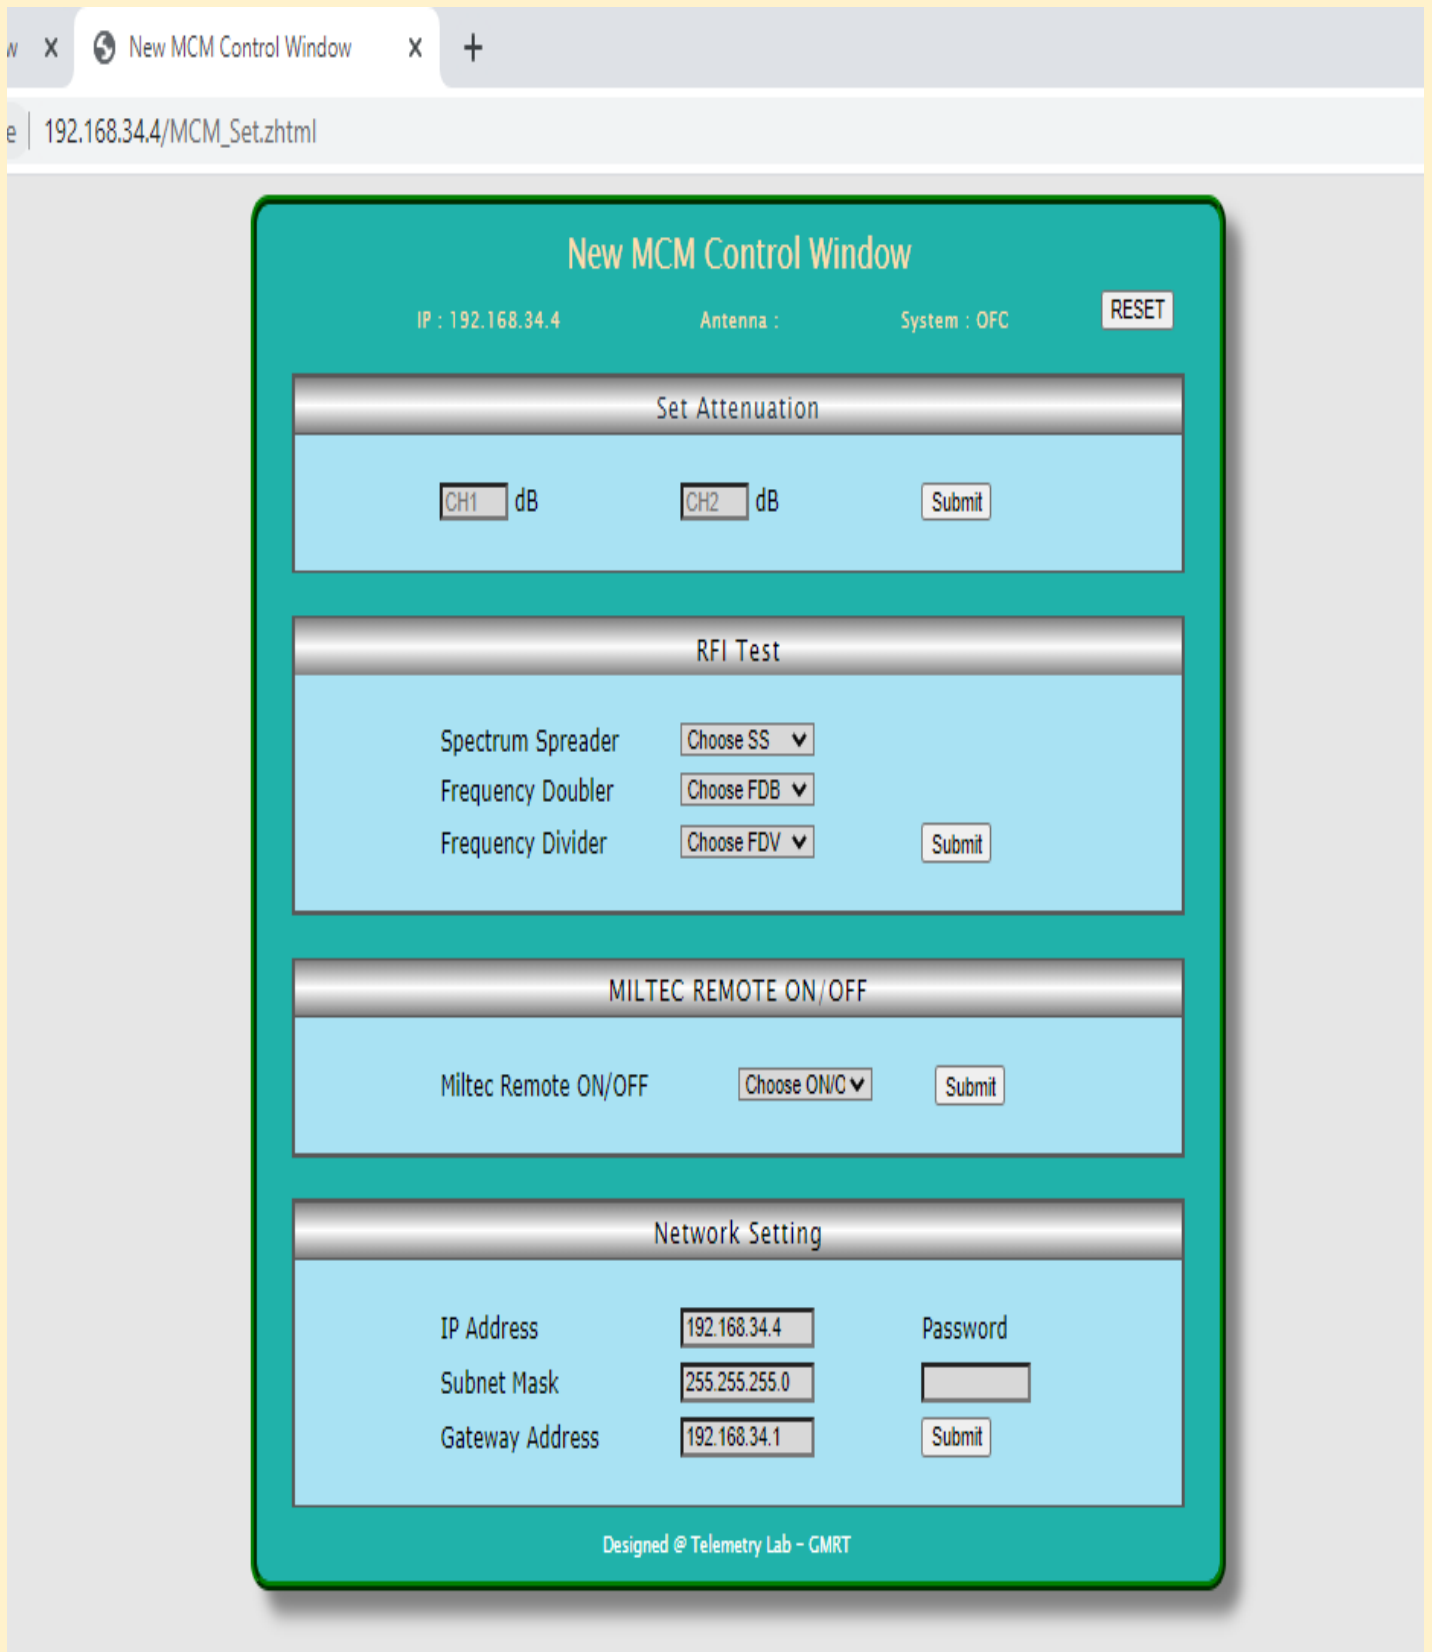 New MCM Control Window
192.168.34.4/MCM_Set.zhtml
New MCM Control Window
IP : 192.168.34.4 Antenna : System : OFC RESET
Set Attenuation
CH1 dB CH2 dB Submit
RFI Test
Spectrum Spreader Choose SS
Frequency Doubler Choose FDB
Frequency Divider Choose FDV Submit
MILTEC REMOTE ON/OFF
Miltec Remote ON/OFF Choose ON/O Submit
Network Setting
IP Address 192.168.34.4 Password
Subnet Mask 255.255.255.0
Gateway Address 192.168.34.1 Submit
Designed @ Telemetry Lab - GMRT